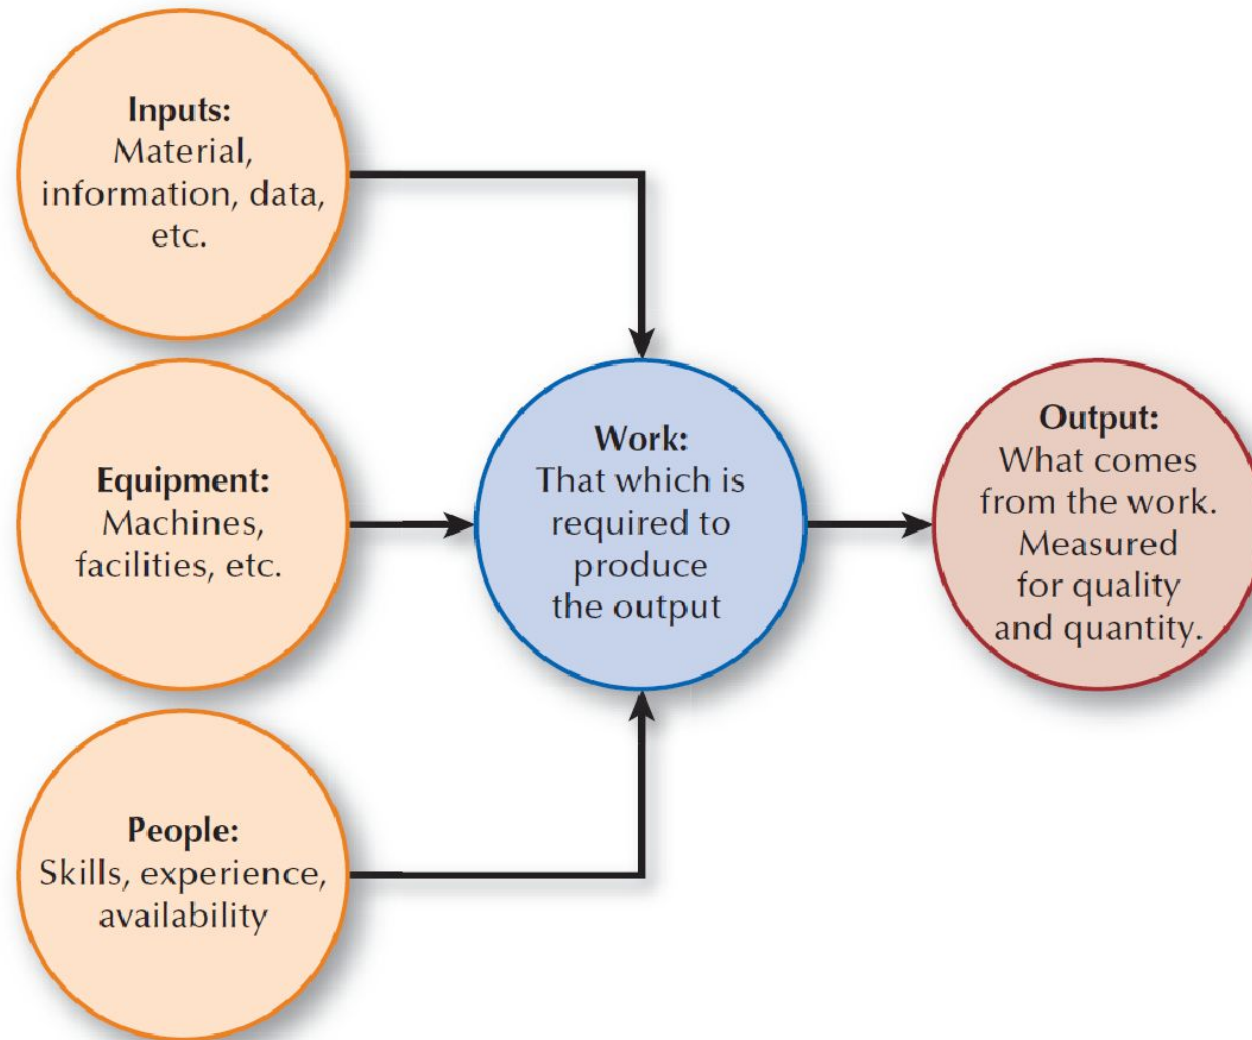 Inputs:
Material,
information, data,
etc.
Equipment:
Machines,
facilities, etc.
People:
Skills, experience,
availability
Work:
That which is
required to
produce
the output
Output:
What comes
from the work.
Measured
for quality
and quantity.